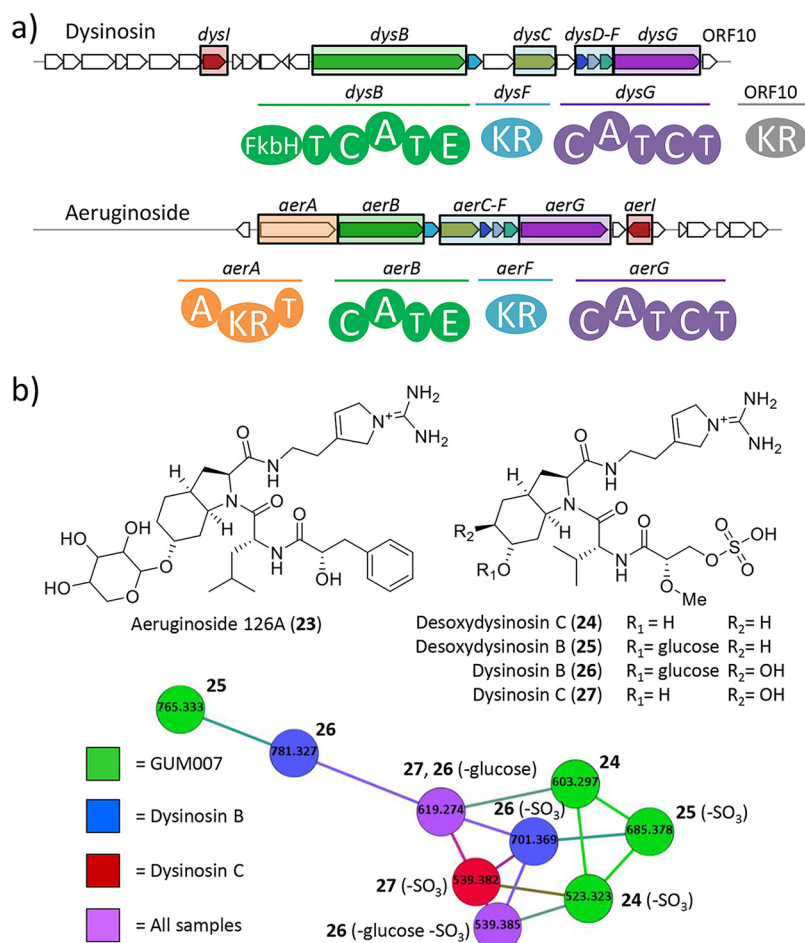 a)
Dysinosin
dysI
dysB
dysC
dysD-F
dysG
ORF10
dysB
dysF
dysG
ORF10
FkbH T C A T E
KR
C A T C T
KR
Aeruginoside
aerA
aerB
aerC-F
aerG
aerI
aerA
aerB
aerF
aerG
A KR T
C A T E
KR
C A T C T
b)
NH2
N+
NH2
O
N
H
H
N
H
O
O
N
H
OH
OH
HO
HO
O
O
Aeruginoside 126A (23)
NH2
N+
NH2
O
N
H
H
R2
N
H
O
O
R1
O
N
H
O
O
S
OH
O
O
O
Me
Desoxydysinosin C (24) R1 = H R2 = H
Desoxydysinosin B (25) R1= glucose R2= H
Dysinosin B (26) R1= glucose R2= OH
Dysinosin C (27) R1= H R2= OH
25
765.333
26
781.327
27, 26 (-glucose)
619.274
24
603.297
26 (-SO3)
701.369
25 (-SO3)
685.378
27 (-SO3)
539.382
24 (-SO3)
523.323
26 (-glucose -SO3)
539.385
= GUM007
= Dysinosin B
= Dysinosin C
= All samples